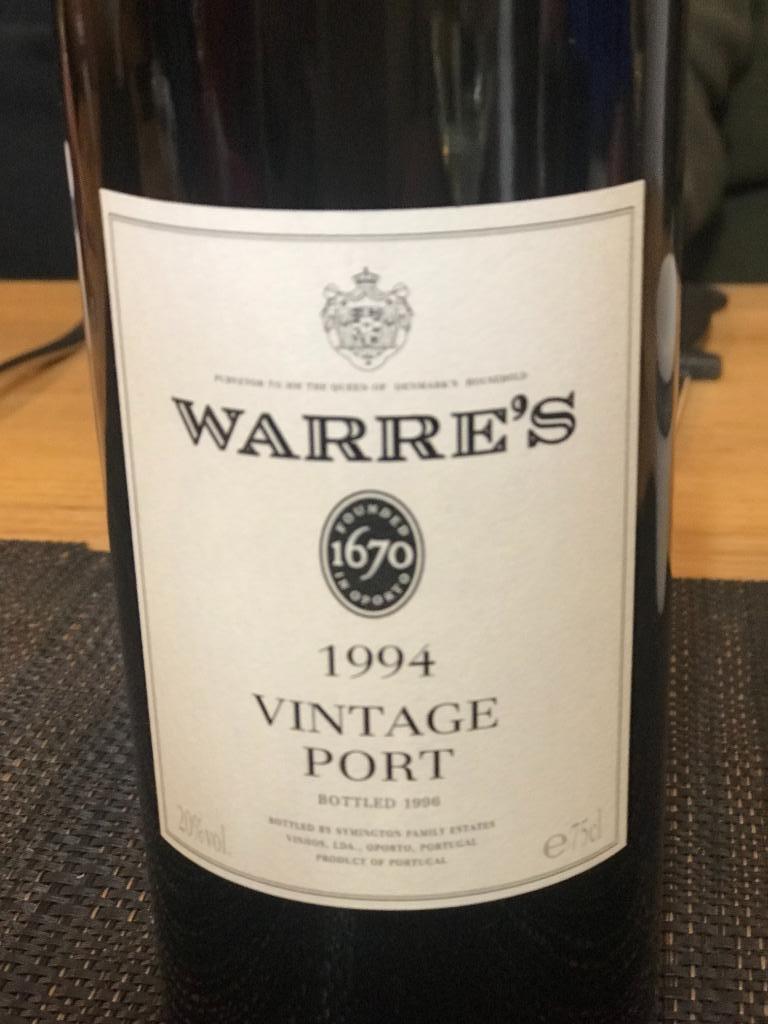 PURVEYOR TO HM THE QUEEN OF DENMARK'S HOUSEHOLD
WARRE'S
FOUNDED
1670
IN OPORTO
1994
VINTAGE
PORT
BOTTLED 1996
BOTTLED BY SYMINGTON FAMILY ESTATES
VINHOS, LDA., OPORTO, PORTUGAL
PRODUCT OF PORTUGAL
20% vol.
e 75cl